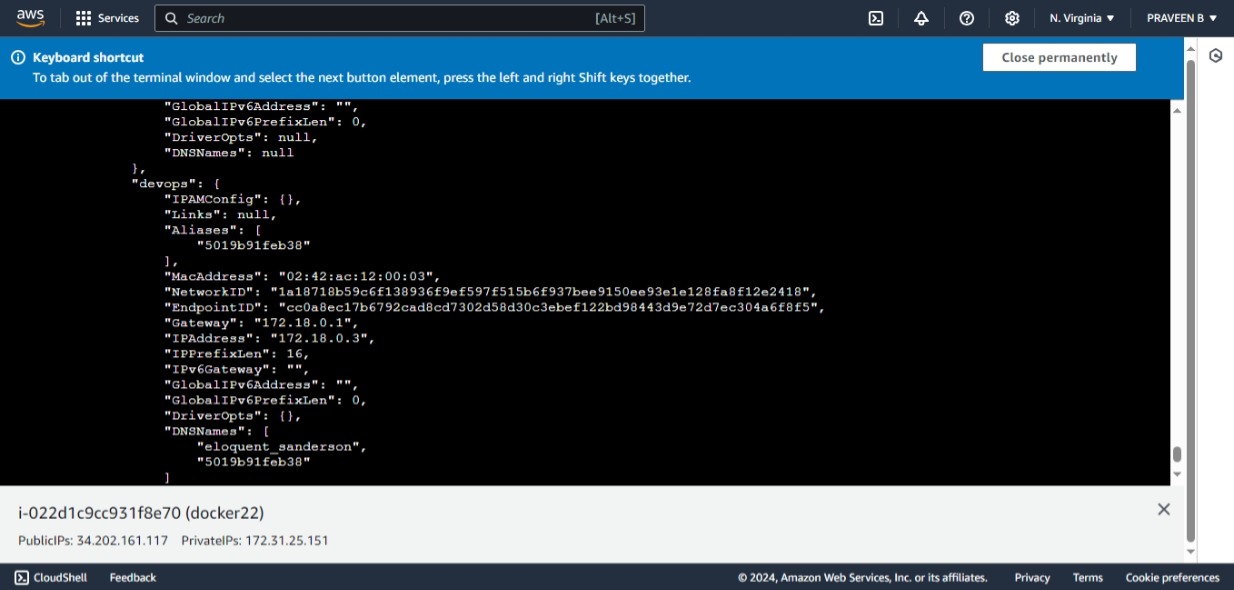 aws Services Search [Alt+S] N. Virginia ▼ PRAVEEN B ▼
Keyboard shortcut
To tab out of the terminal window and select the next button element, press the left and right Shift keys together.
Close permanently
"GlobalIPv6Address": "",
"GlobalIPv6PrefixLen": 0,
"DriverOpts": null,
"DNSNames": null
},
"devops": {
"IPAMConfig": {},
"Links": null,
"Aliases": [
"5019b91feb38"
],
"MacAddress": "02:42:ac:12:00:03",
"NetworkID": "1a18718b59c6f138936f9ef597f515b6f937bee9150ee93e1e128fa8f12e2418",
"EndpointID": "cc0a8ec17b6792cad8cd7302d58d30c3ebef122bd98443d9e72d7ec304a6f8f5",
"Gateway": "172.18.0.1",
"IPAddress": "172.18.0.3",
"IPPrefixLen": 16,
"IPv6Gateway": "",
"GlobalIPv6Address": "",
"GlobalIPv6PrefixLen": 0,
"DriverOpts": {},
"DNSNames": [
"eloquent_sanderson",
"5019b91feb38"
]
i-022d1c9cc931f8e70 (docker22)
PublicIPs: 34.202.161.117 PrivateIPs: 172.31.25.151
CloudShell Feedback © 2024, Amazon Web Services, Inc. or its affiliates. Privacy Terms Cookie preferences